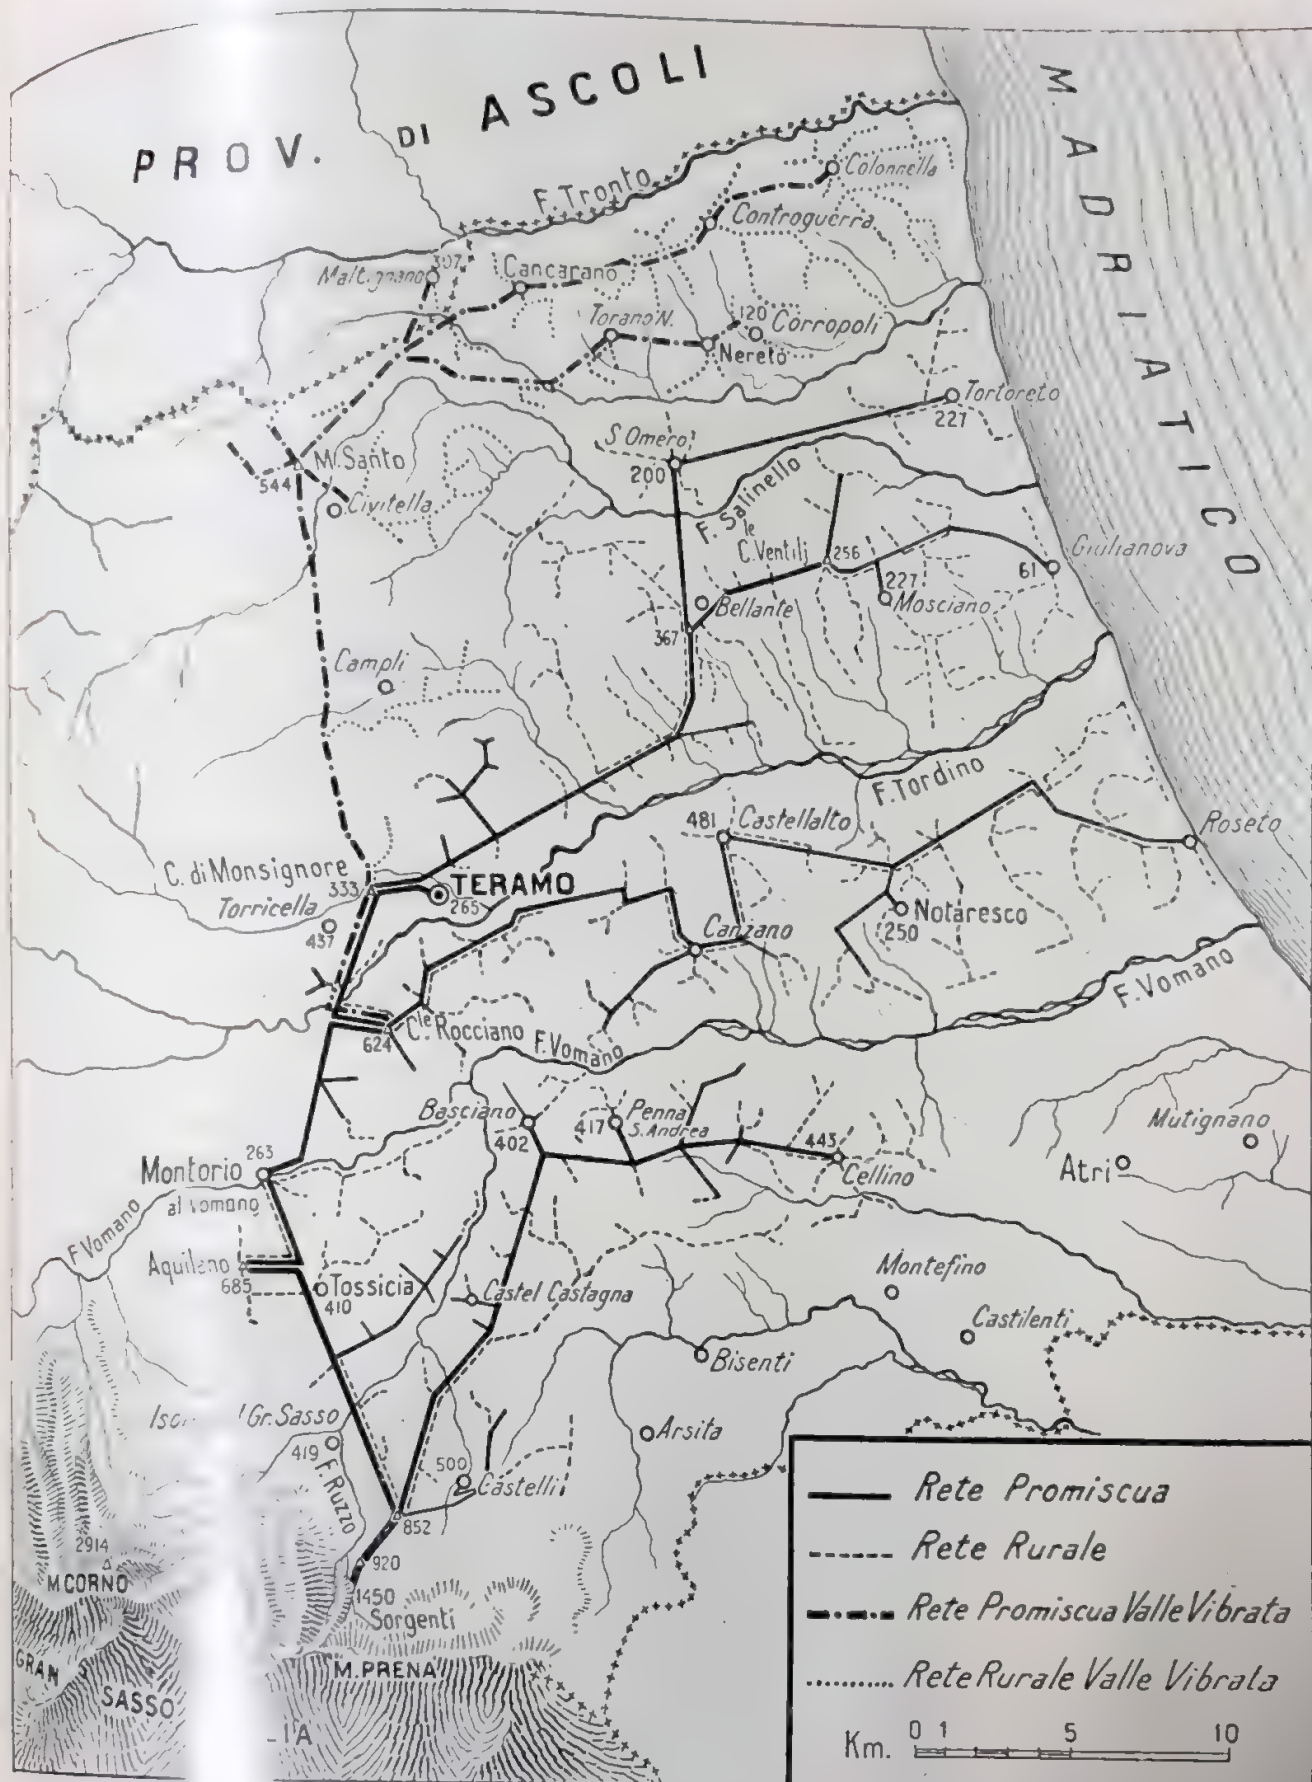 PROV. DI ASCOLI
M. ADRIATICO
F. Tronto
Colonnella
Controguerra
307
Maltignano
Cancarano
Torano N.
120
Corropoli
Nereto
Tortoreto
227
S. Omero
200
M. Santo
544
Civitella
F. Salinello
C. Ventili
le
256
Giulianova
61
227
Mosciano
Bellante
367
Campli
F. Tordino
481
Castellalto
Roseto
C. di Monsignore
333
TERAMO
265
Torricella
437
Notaresco
250
Canzano
F. Vomano
Cle. Rocciano
624
F. Vomano
Basciano
402
417
Penna
S. Andrea
443
Cellino
Mutignano
Atri
263
Montorio
al Vomano
F. Vomano
Aquilano
685
Tossicia
410
Castel Castagna
Montefino
Castilenti
Bisenti
Gr. Sasso
419
F. Ruzzo
Arsita
500
Castelli
852
920
1450
Sorgenti
2914
M. CORNO
GRAN
SASSO
M. PRENA
Rete Promiscua
Rete Rurale
Rete Promiscua Valle Vibrata
Rete Rurale Valle Vibrata
Km. 0 1 5 10